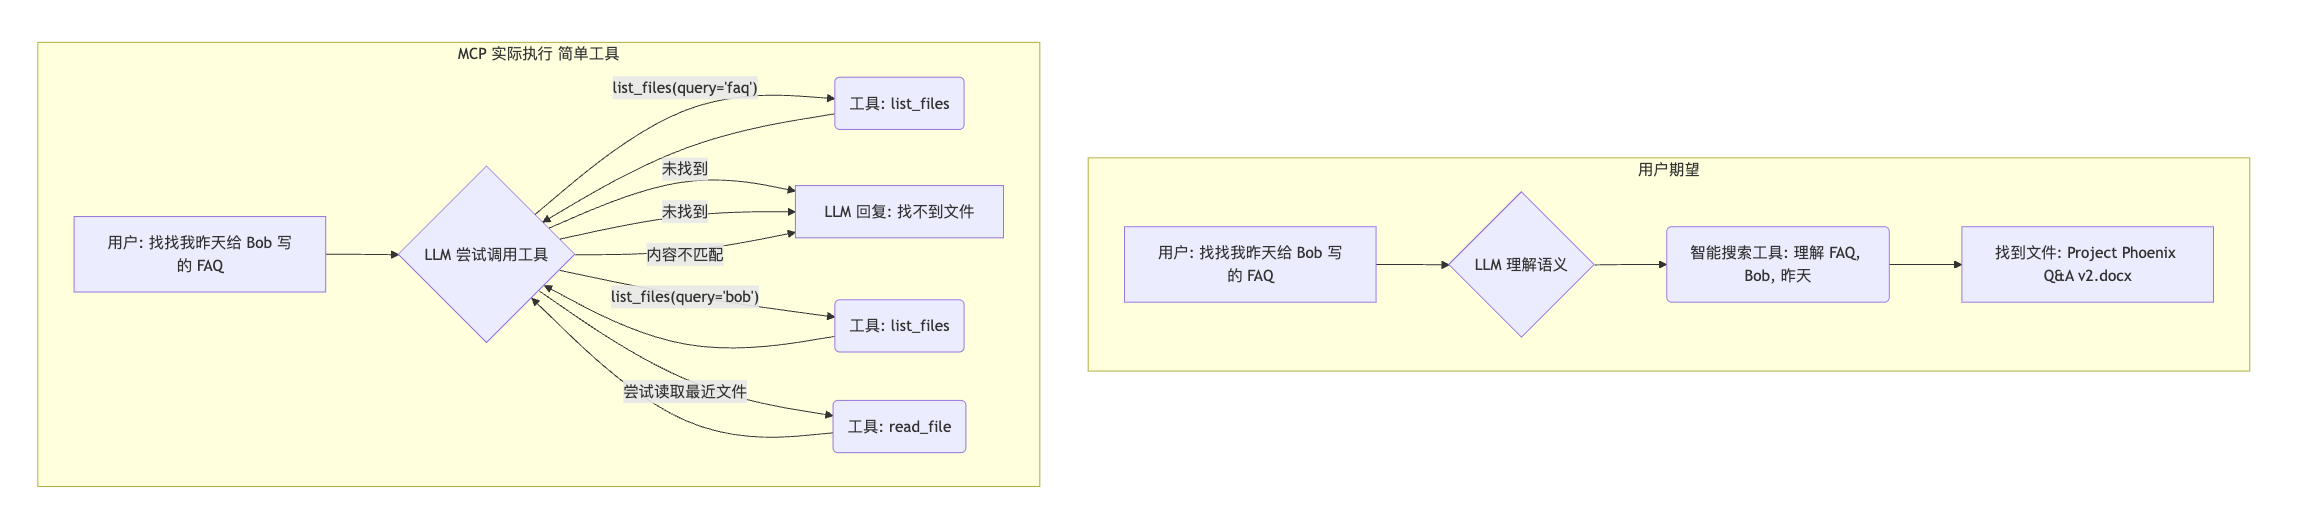 MCP 实际执行 简单工具
list_files(query='faq')
工具: list_files
未找到
用户: 找找我昨天给 Bob 写
的 FAQ
LLM 尝试调用工具
未找到
LLM 回复: 找不到文件
内容不匹配
list_files(query='bob')
工具: list_files
尝试读取最近文件
工具: read_file
用户期望
用户: 找找我昨天给 Bob 写
的 FAQ
LLM 理解语义
智能搜索工具: 理解 FAQ,
Bob, 昨天
找到文件: Project Phoenix
Q&A v2.docx